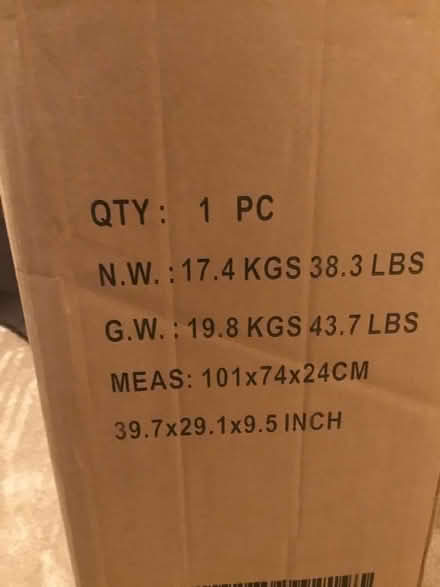 QTY: 1 PC
N.W. : 17.4 KGS 38.3 LBS
G.W. : 19.8 KGS 43.7 LBS
MEAS: 101x74x24CM
39.7x29.1x9.5 INCH